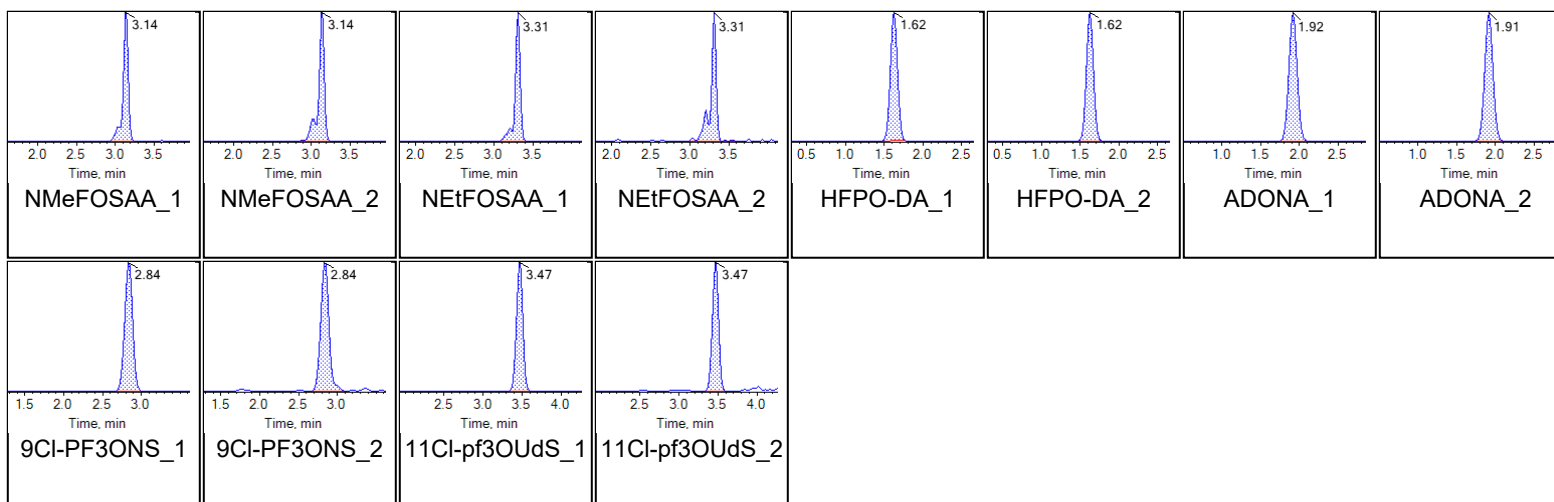 3.14 3.14 3.31 3.31 1.62 1.62 1.92 1.91
2.0 2.5 3.0 3.5 2.0 2.5 3.0 3.5 2.0 2.5 3.0 3.5 2.0 2.5 3.0 3.5 0.5 1.0 1.5 2.0 2.5 0.5 1.0 1.5 2.0 2.5 1.0 1.5 2.0 2.5 1.0 1.5 2.0 2.5
Time, min Time, min Time, min Time, min Time, min Time, min Time, min Time, min
NMeFOSAA_1 NMeFOSAA_2 NEtFOSAA_1 NEtFOSAA_2 HFPO-DA_1 HFPO-DA_2 ADONA_1 ADONA_2
2.84 2.84 3.47 3.47
1.5 2.0 2.5 3.0 1.5 2.0 2.5 3.0 2.5 3.0 3.5 4.0 2.5 3.0 3.5 4.0
Time, min Time, min Time, min Time, min
9Cl-PF3ONS_1 9Cl-PF3ONS_2 11Cl-pf3OUdS_1 11Cl-pf3OUdS_2